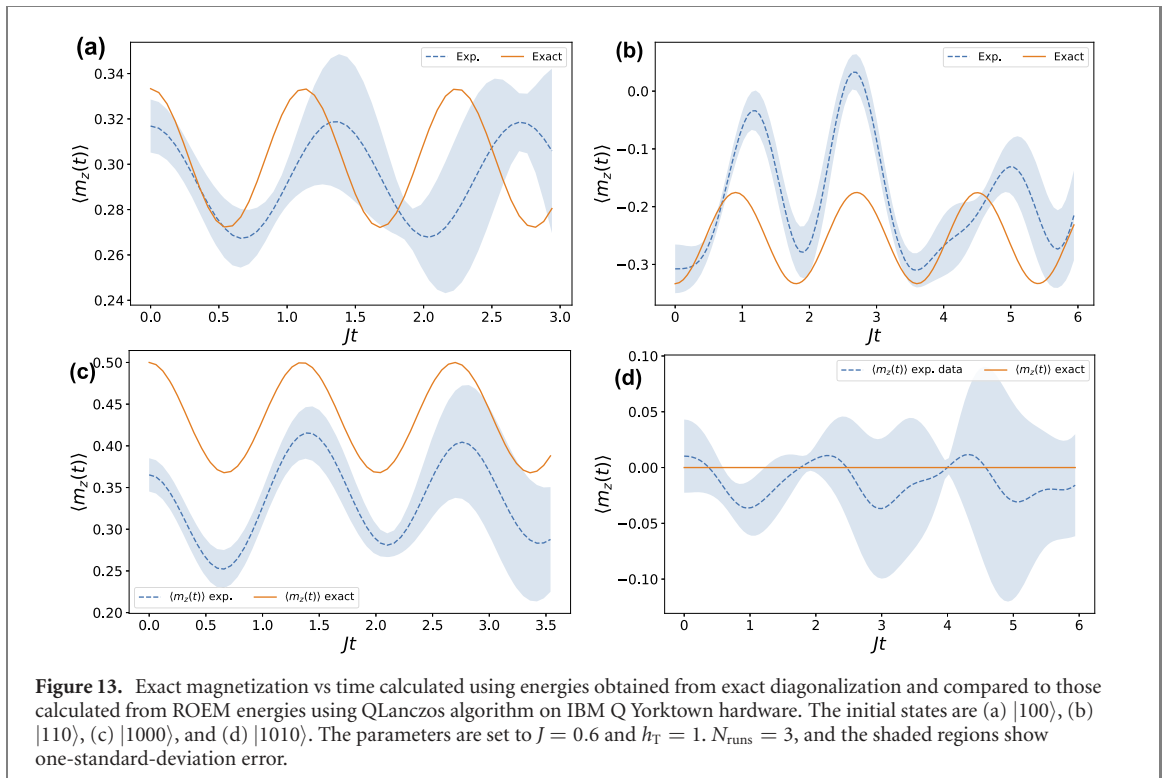 (a)
Exp.
Exact
0.34
0.32
0.30
0.28
0.26
0.24
⟨m_z(t)⟩
0.0 0.5 1.0 1.5 2.0 2.5 3.0
Jt
(b)
Exp.
Exact
0.0
−0.1
−0.2
−0.3
⟨m_z(t)⟩
0 1 2 3 4 5 6
Jt
(c)
0.50
0.45
0.40
0.35
0.30
0.25
0.20
⟨m_z(t)⟩
⟨m_z(t)⟩ exp.
⟨m_z(t)⟩ exact
0.0 0.5 1.0 1.5 2.0 2.5 3.0 3.5
Jt
(d)
⟨m_z(t)⟩ exp. data
⟨m_z(t)⟩ exact
0.10
0.05
0.00
−0.05
−0.10
⟨m_z(t)⟩
0 1 2 3 4 5 6
Jt
Figure 13. Exact magnetization vs time calculated using energies obtained from exact diagonalization and compared to those
calculated from ROEM energies using QLanczos algorithm on IBM Q Yorktown hardware. The initial states are (a) |100⟩, (b)
|110⟩, (c) |1000⟩, and (d) |1010⟩. The parameters are set to J = 0.6 and h_T = 1. N_runs = 3, and the shaded regions show
one-standard-deviation error.